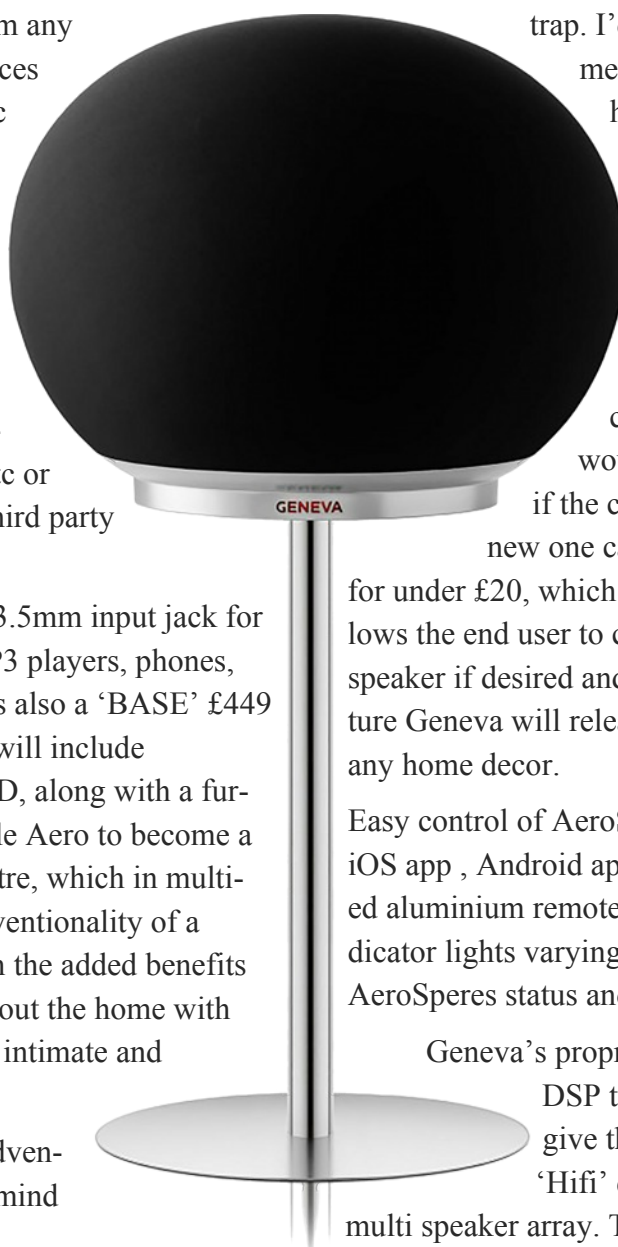 m any
ces
c
tc or
hird party
3.5mm input jack for
P3 players, phones,
s also a ‘BASE’ £449
will include
D, along with a fur-
le Aero to become a
tre, which in multi-
ventionality of a
n the added benefits
out the home with
intimate and
dven-
mind
GENEVA
trap. I’
me
h
c
wo
if the c
new one c
for under £20, which
lows the end user to c
speaker if desired and
ture Geneva will relea
any home decor.
Easy control of AeroS
iOS app , Android ap
ed aluminium remote
dicator lights varying
AeroSperes status and
Geneva’s propr
DSP t
give th
‘Hifi’
multi speaker array. T